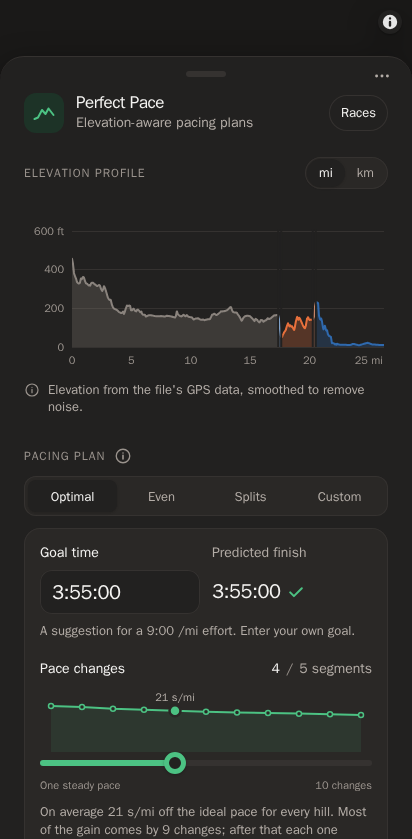 Perfect Pace
Elevation-aware pacing plans
Races
ELEVATION PROFILE
mi
km
600 ft
400
200
0
0
5
10
15
20
25 mi
Elevation from the file's GPS data, smoothed to remove
noise.
PACING PLAN
Optimal
Even
Splits
Custom
Goal time
Predicted finish
3:55:00
3:55:00
A suggestion for a 9:00 /mi effort. Enter your own goal.
Pace changes
4 / 5 segments
21 s/mi
One steady pace
10 changes
On average 21 s/mi off the ideal pace for every hill. Most
of the gain comes by 9 changes; after that each one